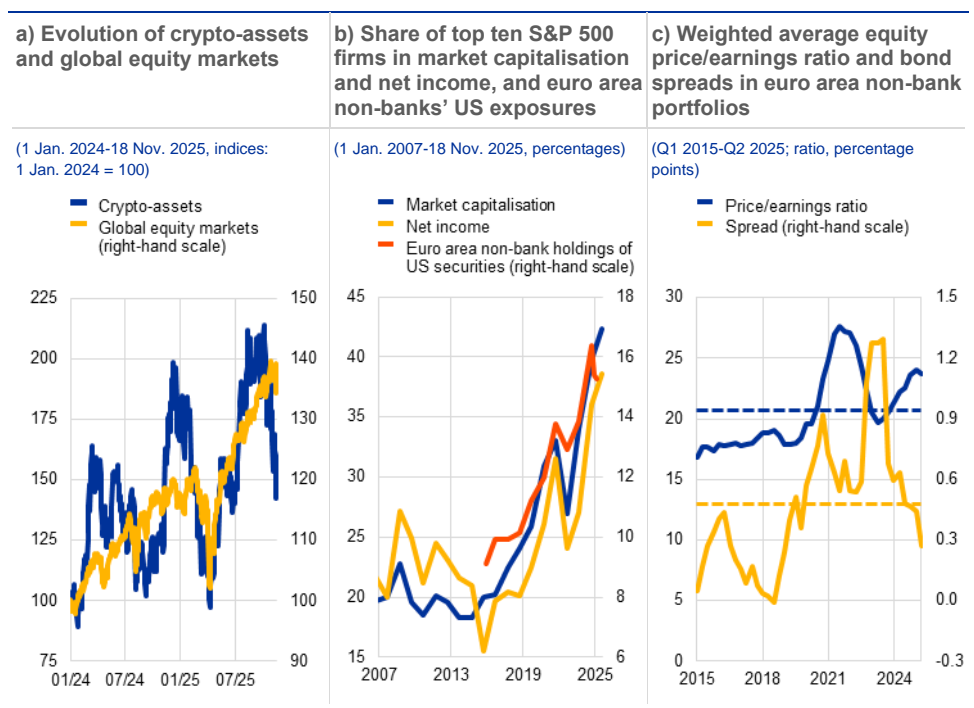 a) Evolution of crypto-assets
and global equity markets
(1 Jan. 2024-18 Nov. 2025, indices:
1 Jan. 2024 = 100)
Crypto-assets
Global equity markets
(right-hand scale)
225
200
175
150
125
100
75
150
140
130
120
110
100
90
01/24
07/24
01/25
07/25
b) Share of top ten S&P 500
firms in market capitalisation
and net income, and euro area
non-banks’ US exposures
(1 Jan. 2007-18 Nov. 2025, percentages)
Market capitalisation
Net income
Euro area non-bank holdings of
US securities (right-hand scale)
45
40
35
30
25
20
15
18
16
14
12
10
8
6
2007
2013
2019
2025
c) Weighted average equity
price/earnings ratio and bond
spreads in euro area non-bank
portfolios
(Q1 2015-Q2 2025; ratio, percentage
points)
Price/earnings ratio
Spread (right-hand scale)
30
25
20
15
10
5
0
1.5
1.2
0.9
0.6
0.3
0.0
-0.3
2015
2018
2021
2024